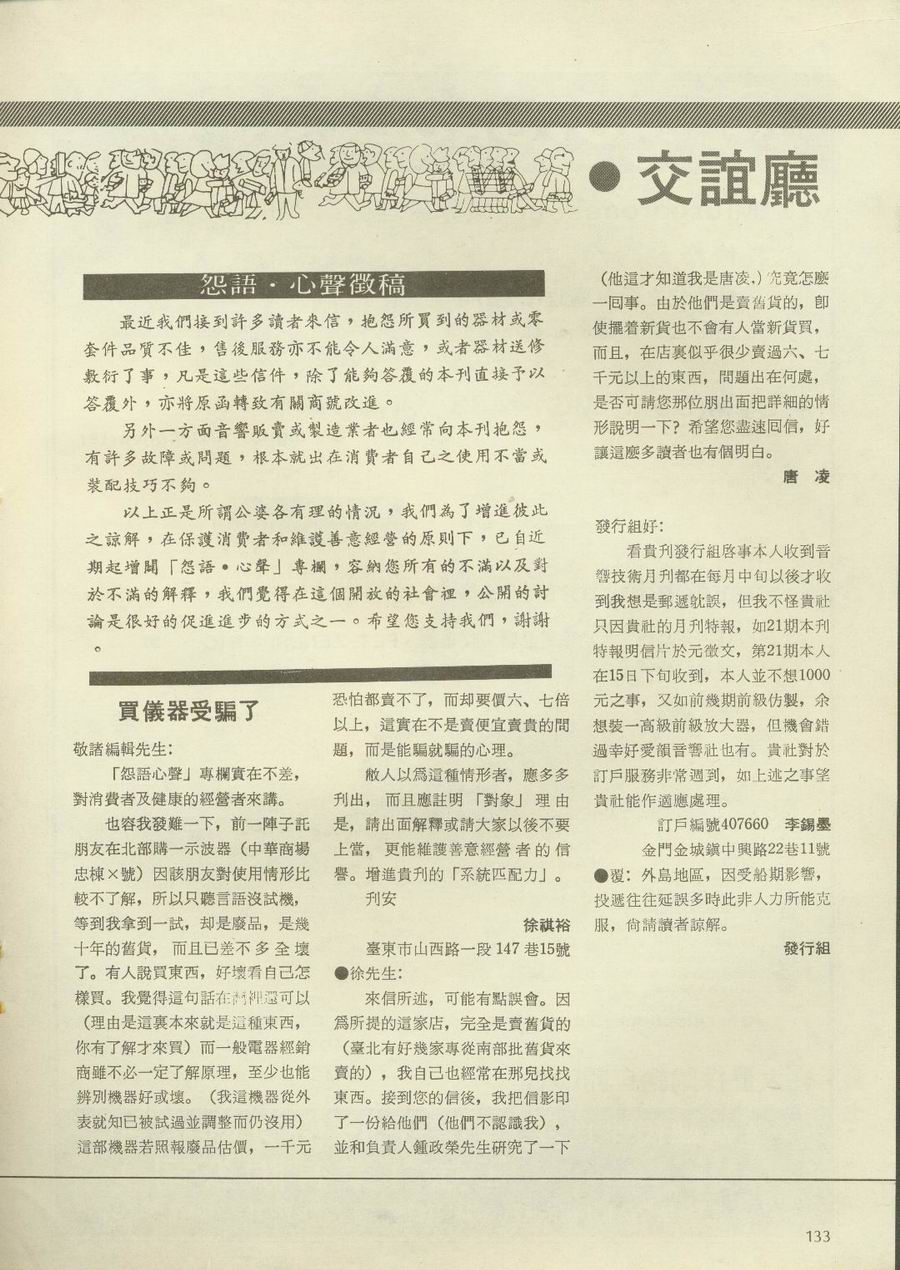 ●交誼廳
怨語·心聲徵稿
最近我們接到許多讀者來信，抱怨所買到的器材或零
套件品質不佳，售後服務亦不能令人滿意，或者器材送修
敷衍了事，凡是這些信件，除了能夠答覆的本刊直接予以
答覆外，亦將原函轉致有關商號改進。
另外一方面音響販賣或製造業者也經常向本刊抱怨，
有許多故障或問題，根本就出在消費者自己之使用不當或
裝配技巧不夠。
以上正是所謂公婆各有理的情況，我們為了增進彼此
之諒解，在保護消費者和維護善意經營的原則下，已自近
期起增闢「怨語•心聲」專欄，容納您所有的不滿以及對
於不滿的解釋，我們覺得在這個開放的社會裡，公開的討
論是很好的促進進步的方式之一。希望您支持我們，謝謝
。
買儀器受騙了
敬諸編輯先生：
「怨語心聲」專欄實在不差，
對消費者及健康的經營者來講。
也容我發難一下，前一陣子託
朋友在北部購一示波器（中華商場
忠棟×號）因該朋友對使用情形比
較不了解，所以只聽言語沒試機，
等到我拿到一試，却是廢品，是幾
十年的舊貨，而且已差不多全壞
了。有人說買東西，好壞看自己怎
樣買。我覺得這句話在這裡還可以
（理由是這裏本來就是這種東西，
你有了解才來買）而一般電器經銷
商雖不必一定了解原理，至少也能
辨別機器好或壞。（我這機器從外
表就知已被試過並調整而仍沒用）
這部機器若照報廢品估價，一千元
恐怕都賣不了，而却要價六、七倍
以上，這實在不是賣便宜賣貴的問
題，而是能騙就騙的心理。
敝人以爲這種情形者，應多多
刋出，而且應註明「對象」理由
是，請出面解釋或請大家以後不要
上當，更能維護善意經營者的信
譽。增進貴刋的「系統匹配力」。
刋安
徐祺裕
臺東市山西路一段147巷15號
●徐先生：
來信所述，可能有點誤會。因
爲所提的這家店，完全是賣舊貨的
（臺北有好幾家專從南部批舊貨來
賣的），我自己也經常在那兒找找
東西。接到您的信後，我把信影印
了一份給他們（他們不認識我），
並和負責人鍾政榮先生研究了一下
（他這才知道我是唐凌.）究竟怎麼
一囘事。由於他們是賣舊貨的，卽
使擺着新貨也不會有人當新貨買，
而且，在店裏似乎很少賣過六、七
千元以上的東西，問題出在何處，
是否可請您那位朋出面把詳細的情
形說明一下？希望您盡速囘信，好
讓這麼多讀者也有個明白。
唐　凌
發行組好：
看貴刋發行組啓事本人收到音
響技術月刋都在每月中旬以後才收
到我想是郵遞躭誤，但我不怪貴社
只因貴社的月刋特報，如21期本刋
特報明信片於元徵文，第21期本人
在15日下旬收到，本人並不想1000
元之事，又如前幾期前級仿製，余
想裝一高級前級放大器，但機會錯
過幸好愛韻音響社也有。貴社對於
訂戶服務非常週到，如上述之事望
貴社能作適應處理。
訂戶編號407660　李錫墨
金門金城鎭中興路22巷11號
●覆：外島地區，因受船期影響，
投遞往往延誤多時此非人力所能克
服，尙請讀者諒解。
發行組
133